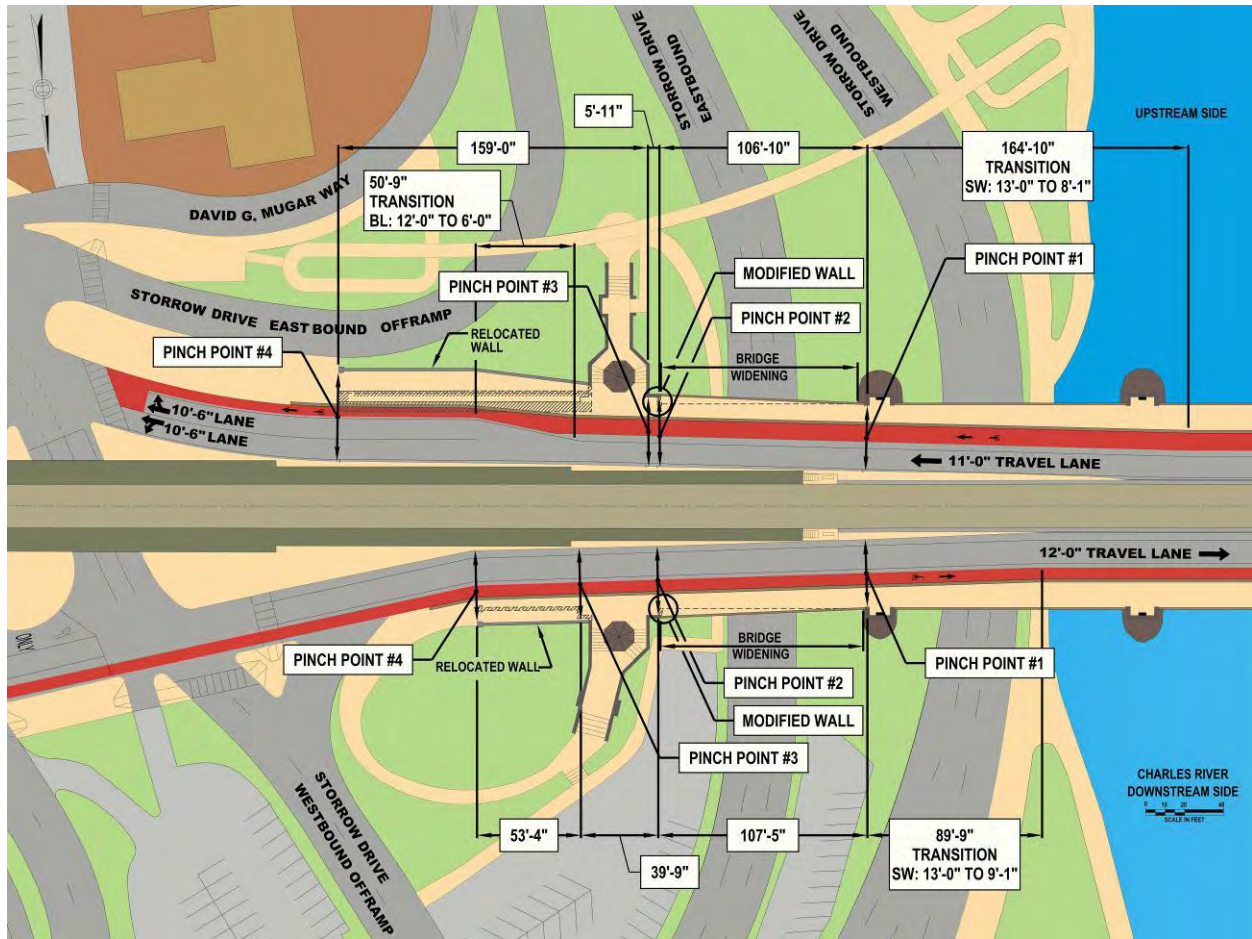 STORROW DRIVE
EASTBOUND
STORROW DRIVE
WESTBOUND
UPSTREAM SIDE
5'-11"
159'-0"
106'-10"
164'-10"
TRANSITION
SW: 13'-0" TO 8'-1"
50'-9"
TRANSITION
BL: 12'-0" TO 6'-0"
DAVID G. MUGAR WAY
PINCH POINT #3
MODIFIED WALL
PINCH POINT #1
PINCH POINT #2
STORROW DRIVE EAST BOUND OFFRAMP
RELOCATED
WALL
PINCH POINT #4
BRIDGE
WIDENING
10'-6" LANE
10'-6" LANE
11'-0" TRAVEL LANE
12'-0" TRAVEL LANE
ONLY
PINCH POINT #4
RELOCATED WALL
BRIDGE
WIDENING
PINCH POINT #1
PINCH POINT #2
MODIFIED WALL
PINCH POINT #3
STORROW DRIVE
WESTBOUND OFFRAMP
CHARLES RIVER
DOWNSTREAM SIDE
0 10 20 40
SCALE IN FEET
53'-4"
39'-9"
107'-5"
89'-9"
TRANSITION
SW: 13'-0" TO 9'-1"